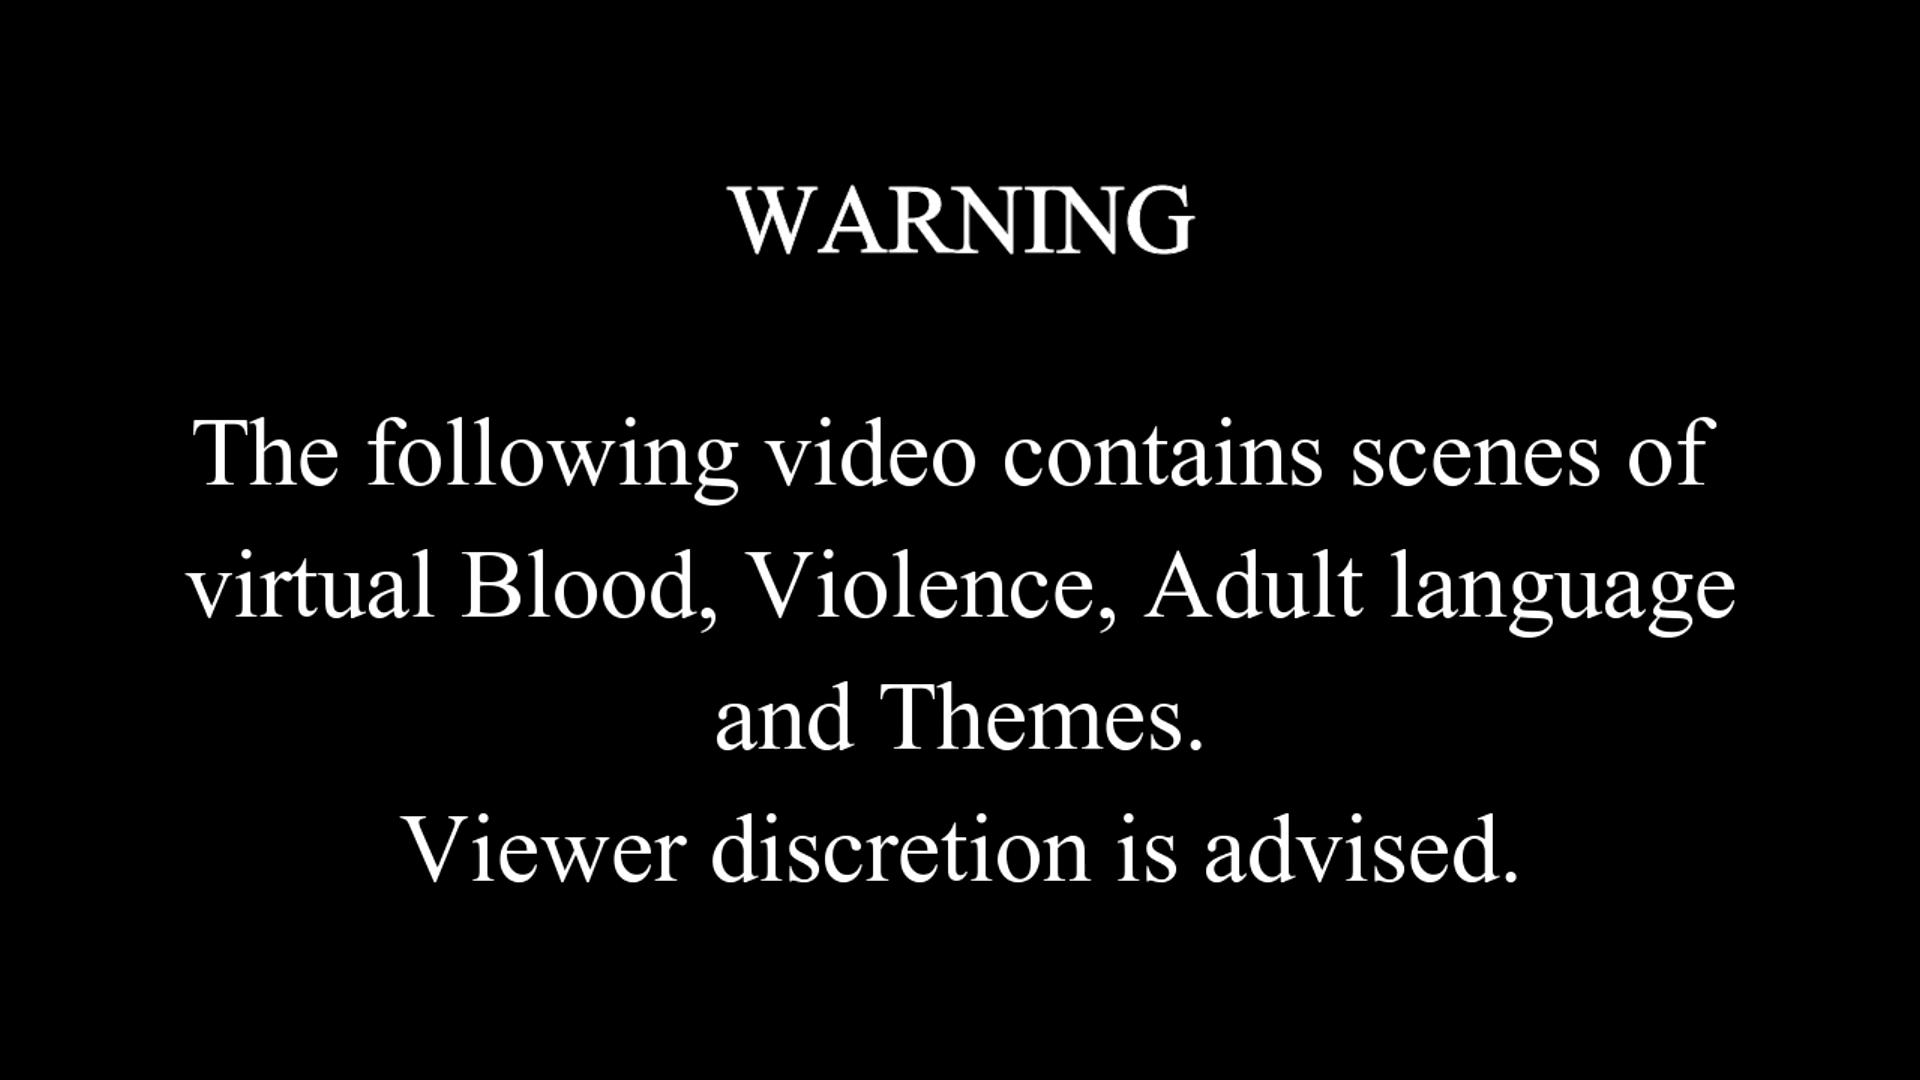 WARNING
The following video contains scenes of
virtual Blood, Violence, Adult language
and Themes.
Viewer discretion is advised.